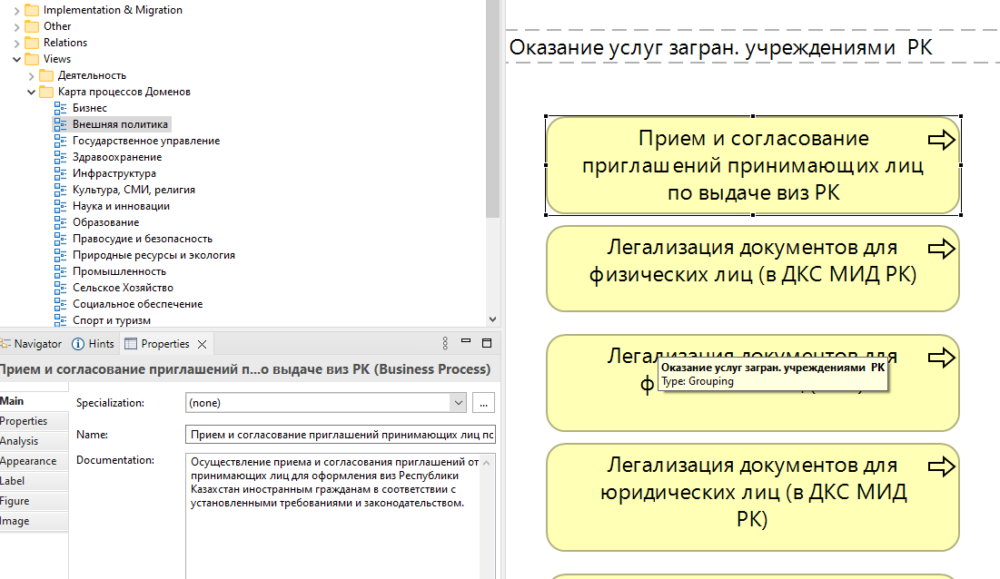 Implementation & Migration
Other
Relations
Views
Деятельность
Карта процессов Доменов
Бизнес
Внешняя политика
Государственное управление
Здравоохранение
Инфраструктура
Культура, СМИ, религия
Наука и инновации
Образование
Правосудие и безопасность
Природные ресурсы и экология
Промышленность
Сельское Хозяйство
Социальное обеспечение
Спорт и туризм
Navigator
Hints
Properties
Прием и согласование приглашений п...о выдаче виз РК (Business Process)
Main
Properties
Analysis
Appearance
Label
Figure
Image
Specialization:
(none)
...
Name:
Прием и согласование приглашений принимающих лиц по
Documentation:
Осуществление приема и согласования приглашений от
принимающих лиц для оформления виз Республики
Казахстан иностранным гражданам в соответствии с
установленными требованиями и законодательством.
Оказание услуг загран. учреждениями РК
Прием и согласование
приглашений принимающих лиц
по выдаче виз РК
Легализация документов для
физических лиц (в ДКС МИД РК)
Легализация документов для
ф
Оказание услуг загран. учреждениями РК
Type: Grouping
Легализация документов для
юридических лиц (в ДКС МИД
РК)